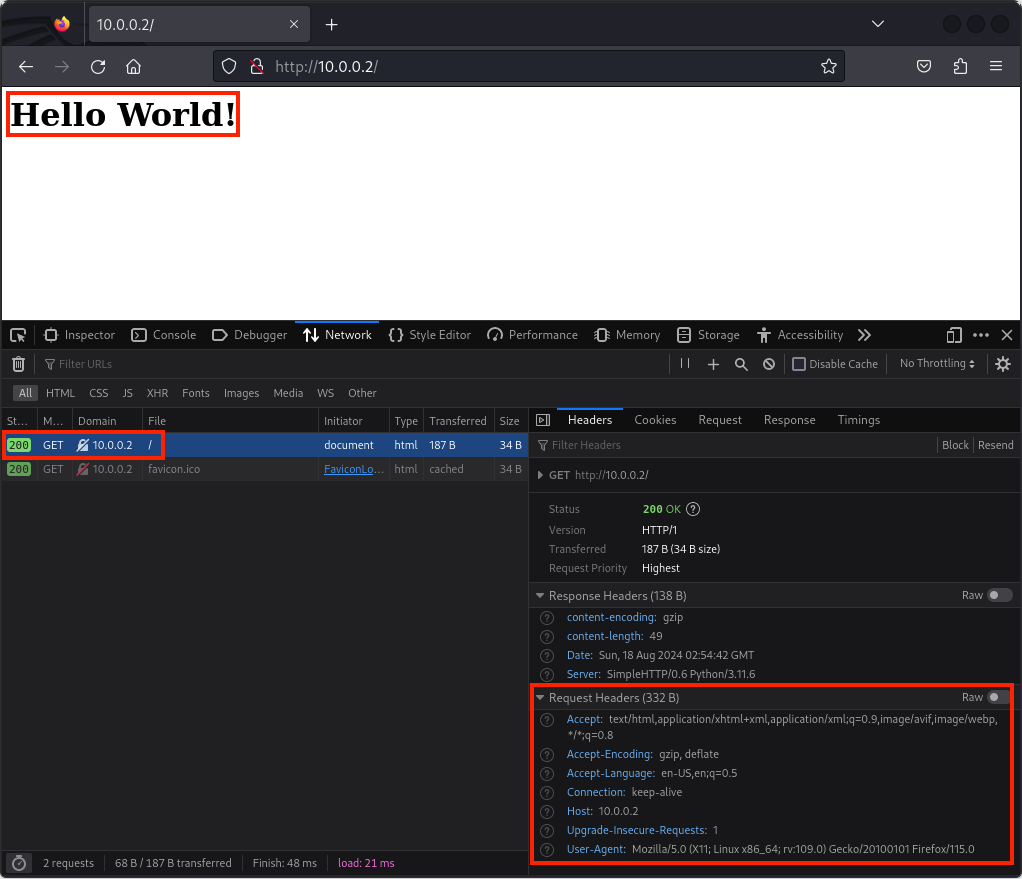 10.0.0.2/
http://10.0.0.2/
Hello World!
Inspector Console Debugger Network Style Editor Performance Memory Storage Accessibility
Filter URLs Disable Cache No Throttling
All HTML CSS JS XHR Fonts Images Media WS Other
St... M... Domain File Initiator Type Transferred Size
200 GET 10.0.0.2 / document html 187 B 34 B
200 GET 10.0.0.2 favicon.ico FaviconLo... html cached 34 B
Headers Cookies Request Response Timings
Filter Headers Block Resend
GET http://10.0.0.2/
Status 200 OK ?
Version HTTP/1
Transferred 187 B (34 B size)
Request Priority Highest
Response Headers (138 B) Raw
? content-encoding: gzip
? content-length: 49
? Date: Sun, 18 Aug 2024 02:54:42 GMT
? Server: SimpleHTTP/0.6 Python/3.11.6
Request Headers (332 B) Raw
? Accept: text/html,application/xhtml+xml,application/xml;q=0.9,image/avif,image/webp,
*/*;q=0.8
? Accept-Encoding: gzip, deflate
? Accept-Language: en-US,en;q=0.5
? Connection: keep-alive
? Host: 10.0.0.2
? Upgrade-Insecure-Requests: 1
? User-Agent: Mozilla/5.0 (X11; Linux x86_64; rv:109.0) Gecko/20100101 Firefox/115.0
2 requests 68 B / 187 B transferred Finish: 48 ms load: 21 ms